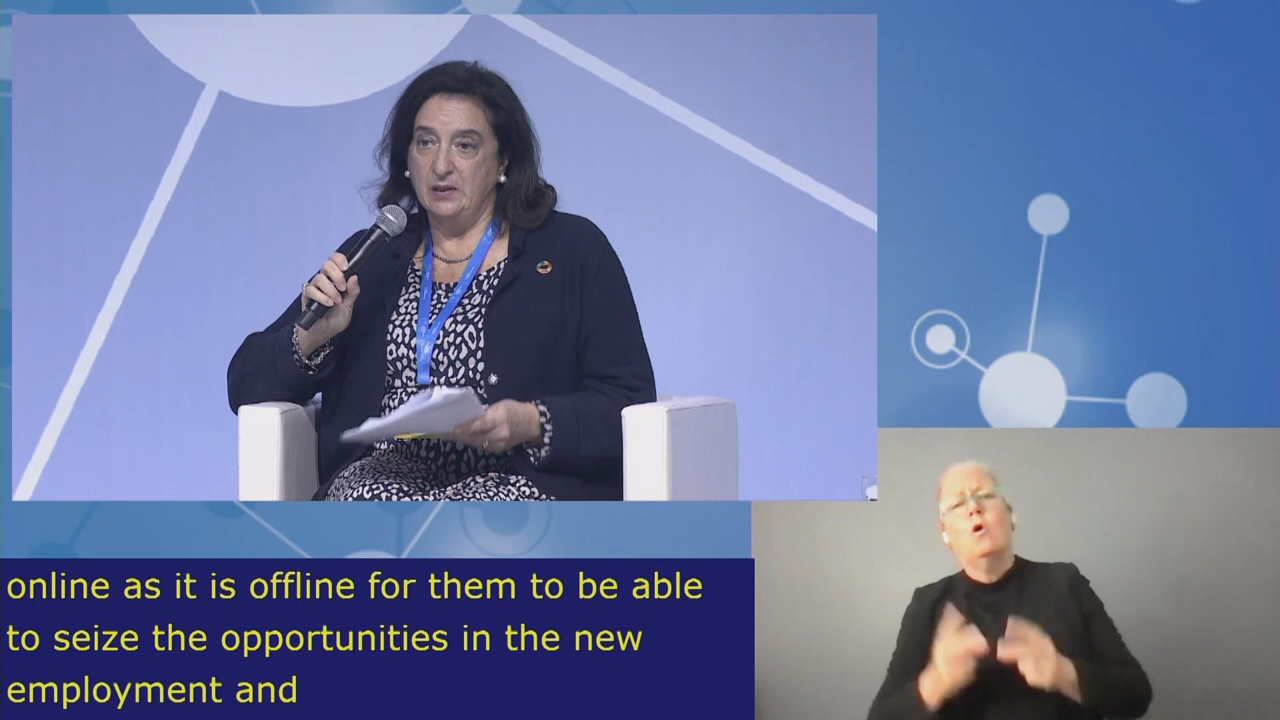 online as it is offline for them to be able
to seize the opportunities in the new
employment and